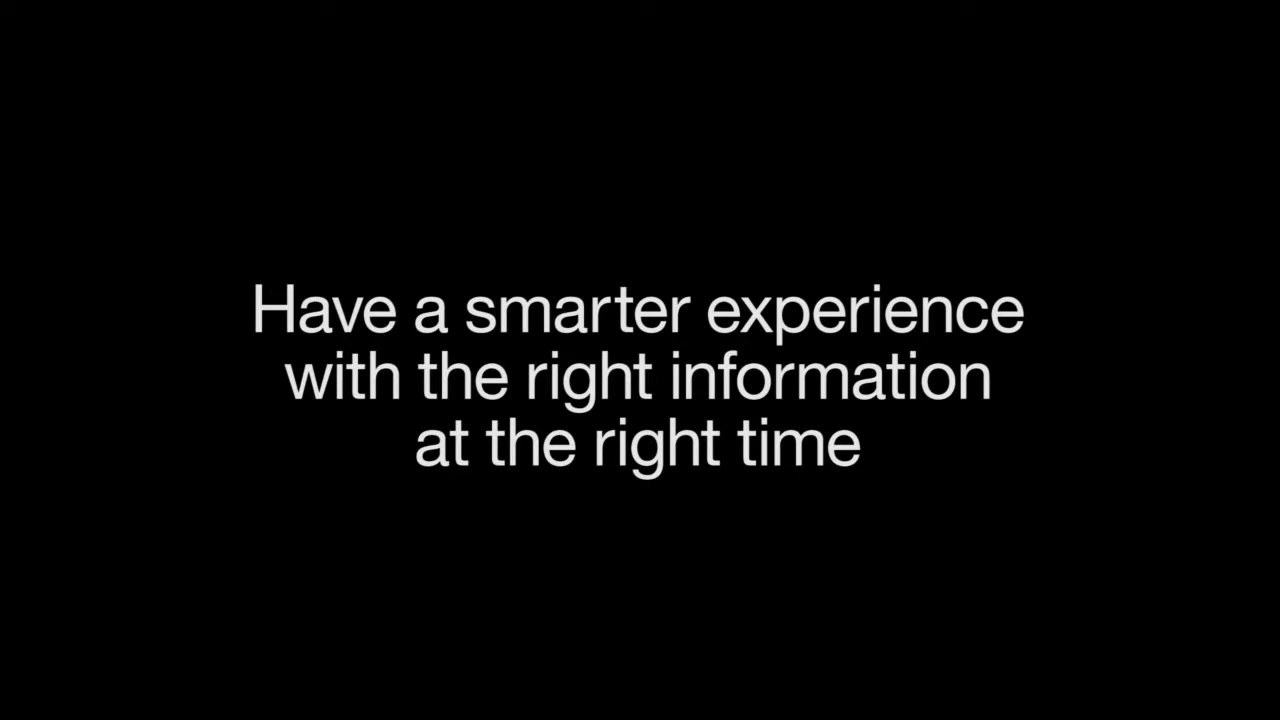 Have a smarter experience
with the right information
at the right time